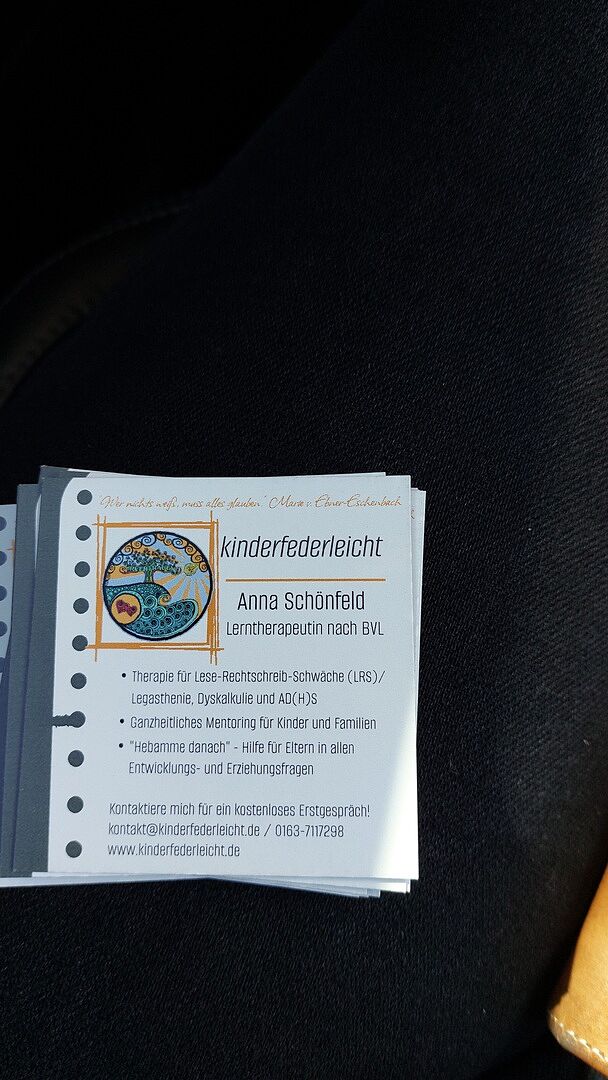 "Wer nichts weiß, muss alles glauben." Marie v. Ebner-Eschenbach
kinderfederleicht
Anna Schönfeld
Lerntherapeutin nach BVL
• Therapie für Lese-Rechtschreib-Schwäche (LRS)/
Legasthenie, Dyskalkulie und AD(H)S
• Ganzheitliches Mentoring für Kinder und Familien
• "Hebamme danach" - Hilfe für Eltern in allen
Entwicklungs- und Erziehungsfragen
Kontaktiere mich für ein kostenloses Erstgespräch!
kontakt@kinderfederleicht.de / 0163-7117298
www.kinderfederleicht.de